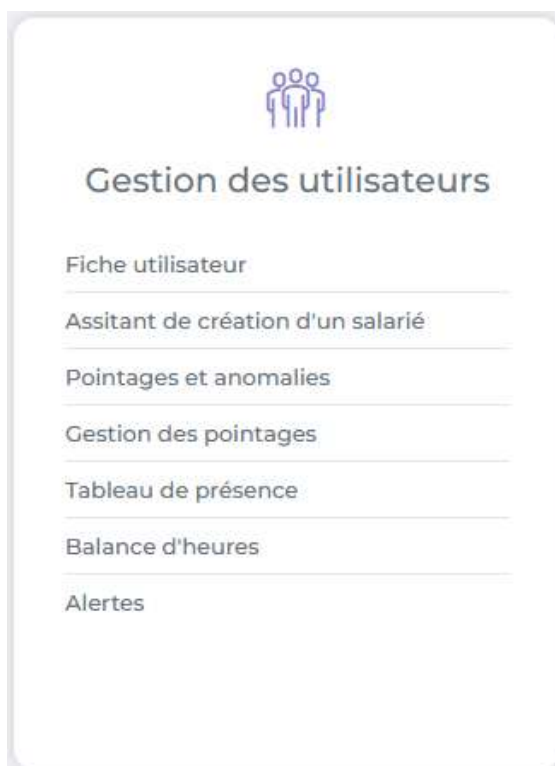 Gestion des utilisateurs
Fiche utilisateur
Assitant de création d'un salarié
Pointages et anomalies
Gestion des pointages
Tableau de présence
Balance d'heures
Alertes